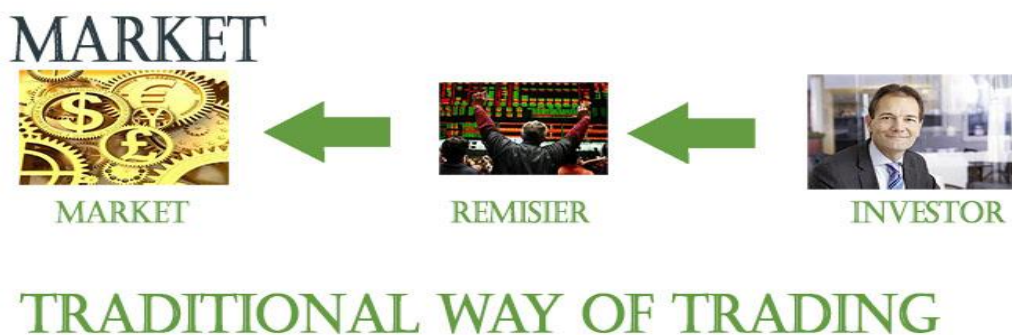 MARKET
$ € ¥ £
MARKET REMISIER INVESTOR
TRADITIONAL WAY OF TRADING